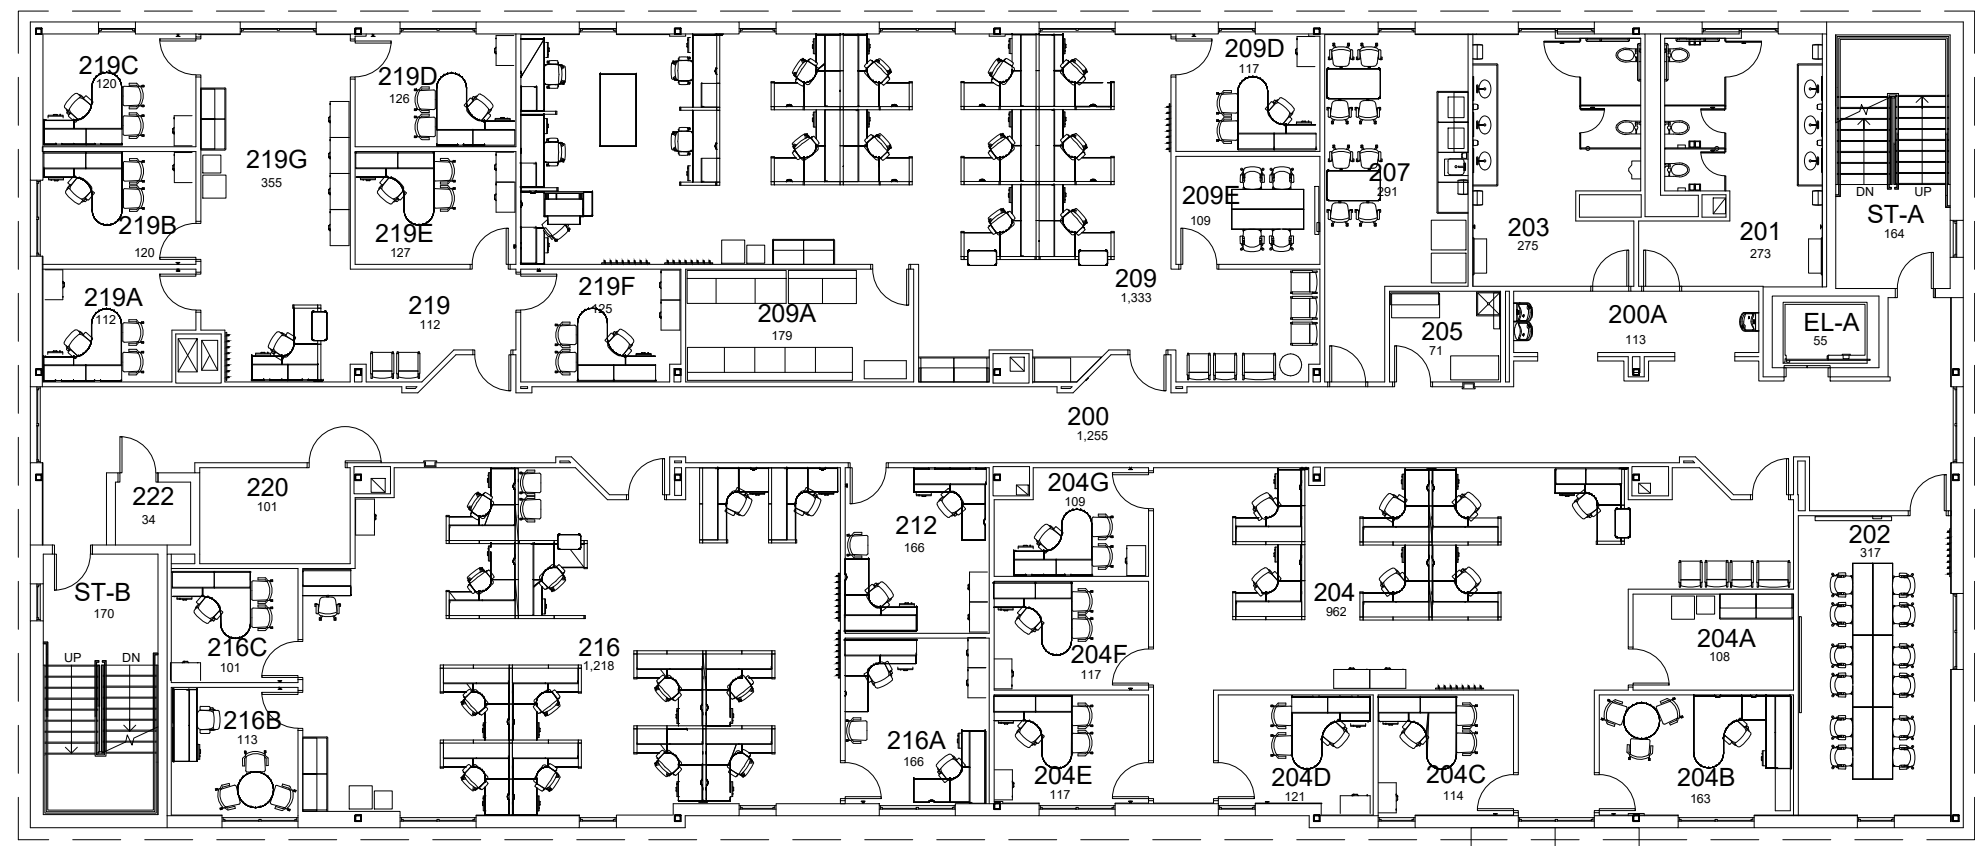 219C
120
219D
126
209D
117
219G
355
207
291
209E
109
DN
UP
ST-A
164
219B
120
219E
127
203
275
201
273
219A
112
219
112
219F
125
209A
179
209
1,333
205
71
200A
113
EL-A
55
200
1,255
222
34
220
101
212
166
204G
109
202
317
ST-B
170
204
962
216C
101
216
1,218
204F
117
204A
108
UP
DN
216B
113
216A
166
204E
117
204D
121
204C
114
204B
163